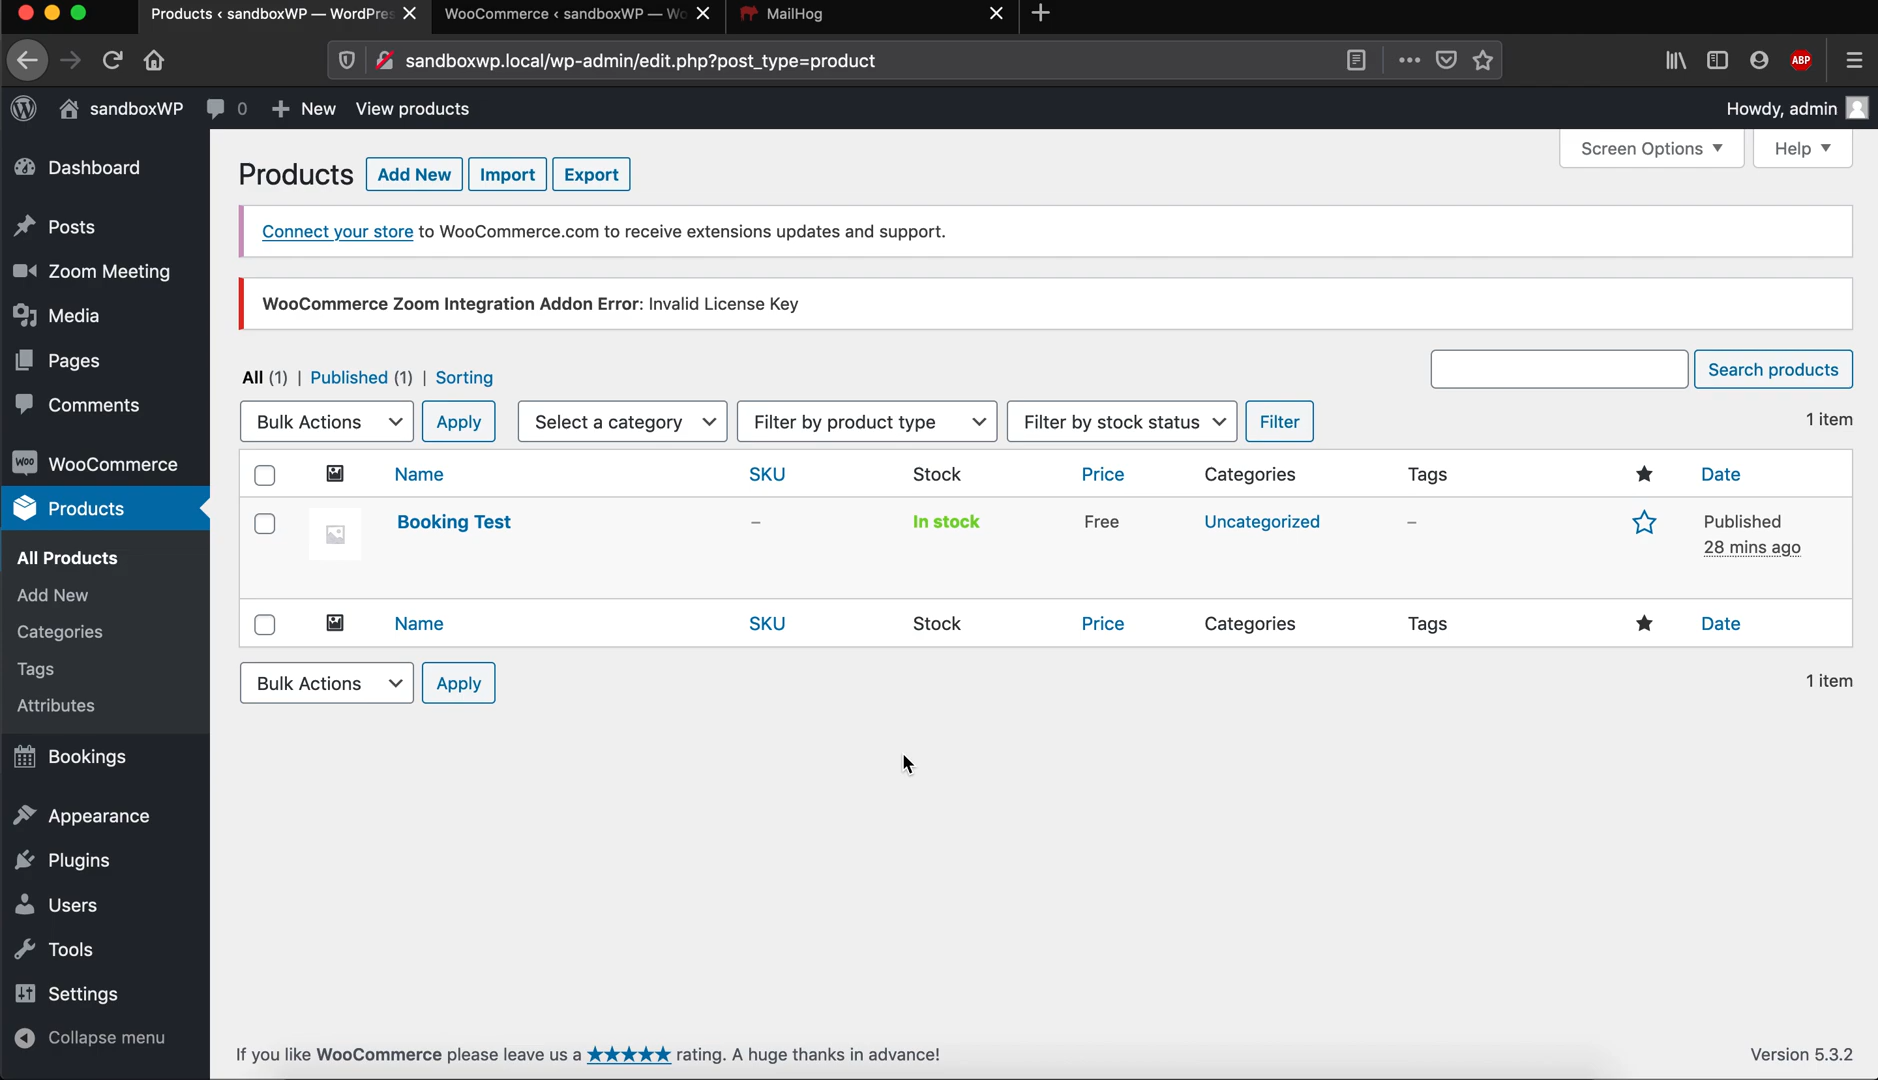 Products ‹ sandboxWP — WordPres
WooCommerce ‹ sandboxWP — Wo
MailHog
sandboxwp.local/wp-admin/edit.php?post_type=product
ABP
sandboxWP
0
New
View products
Howdy, admin
Dashboard
Posts
Zoom Meeting
Media
Pages
Comments
Woo
WooCommerce
Products
All Products
Add New
Categories
Tags
Attributes
Bookings
Appearance
Plugins
Users
Tools
Settings
Collapse menu
Screen Options
Help
Products
Add New
Import
Export
Connect your store to WooCommerce.com to receive extensions updates and support.
WooCommerce Zoom Integration Addon Error: Invalid License Key
All (1) | Published (1) | Sorting
Search products
Bulk Actions
Apply
Select a category
Filter by product type
Filter by stock status
Filter
1 item
Name SKU Stock Price Categories Tags Date
Booking Test – In stock Free Uncategorized – Published
28 mins ago
Name SKU Stock Price Categories Tags Date
Bulk Actions
Apply
1 item
If you like WooCommerce please leave us a ★★★★★ rating. A huge thanks in advance!
Version 5.3.2